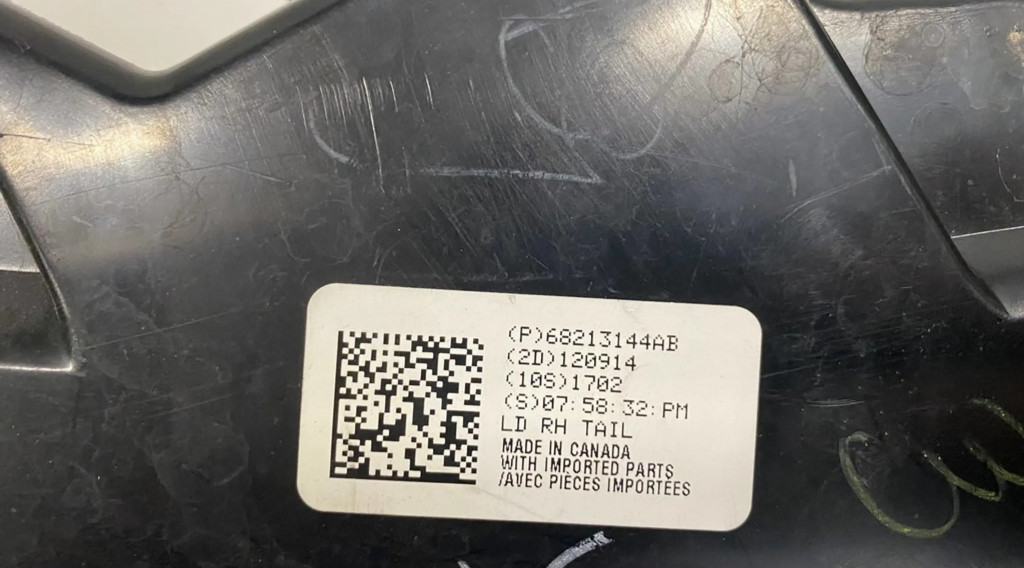 (P)68213144AB
(2D)120914
(10S)1702
(S)07:58:32:PM
LD RH TAIL
MADE IN CANADA
WITH IMPORTED PARTS
/AVEC PIECES IMPORTÉES